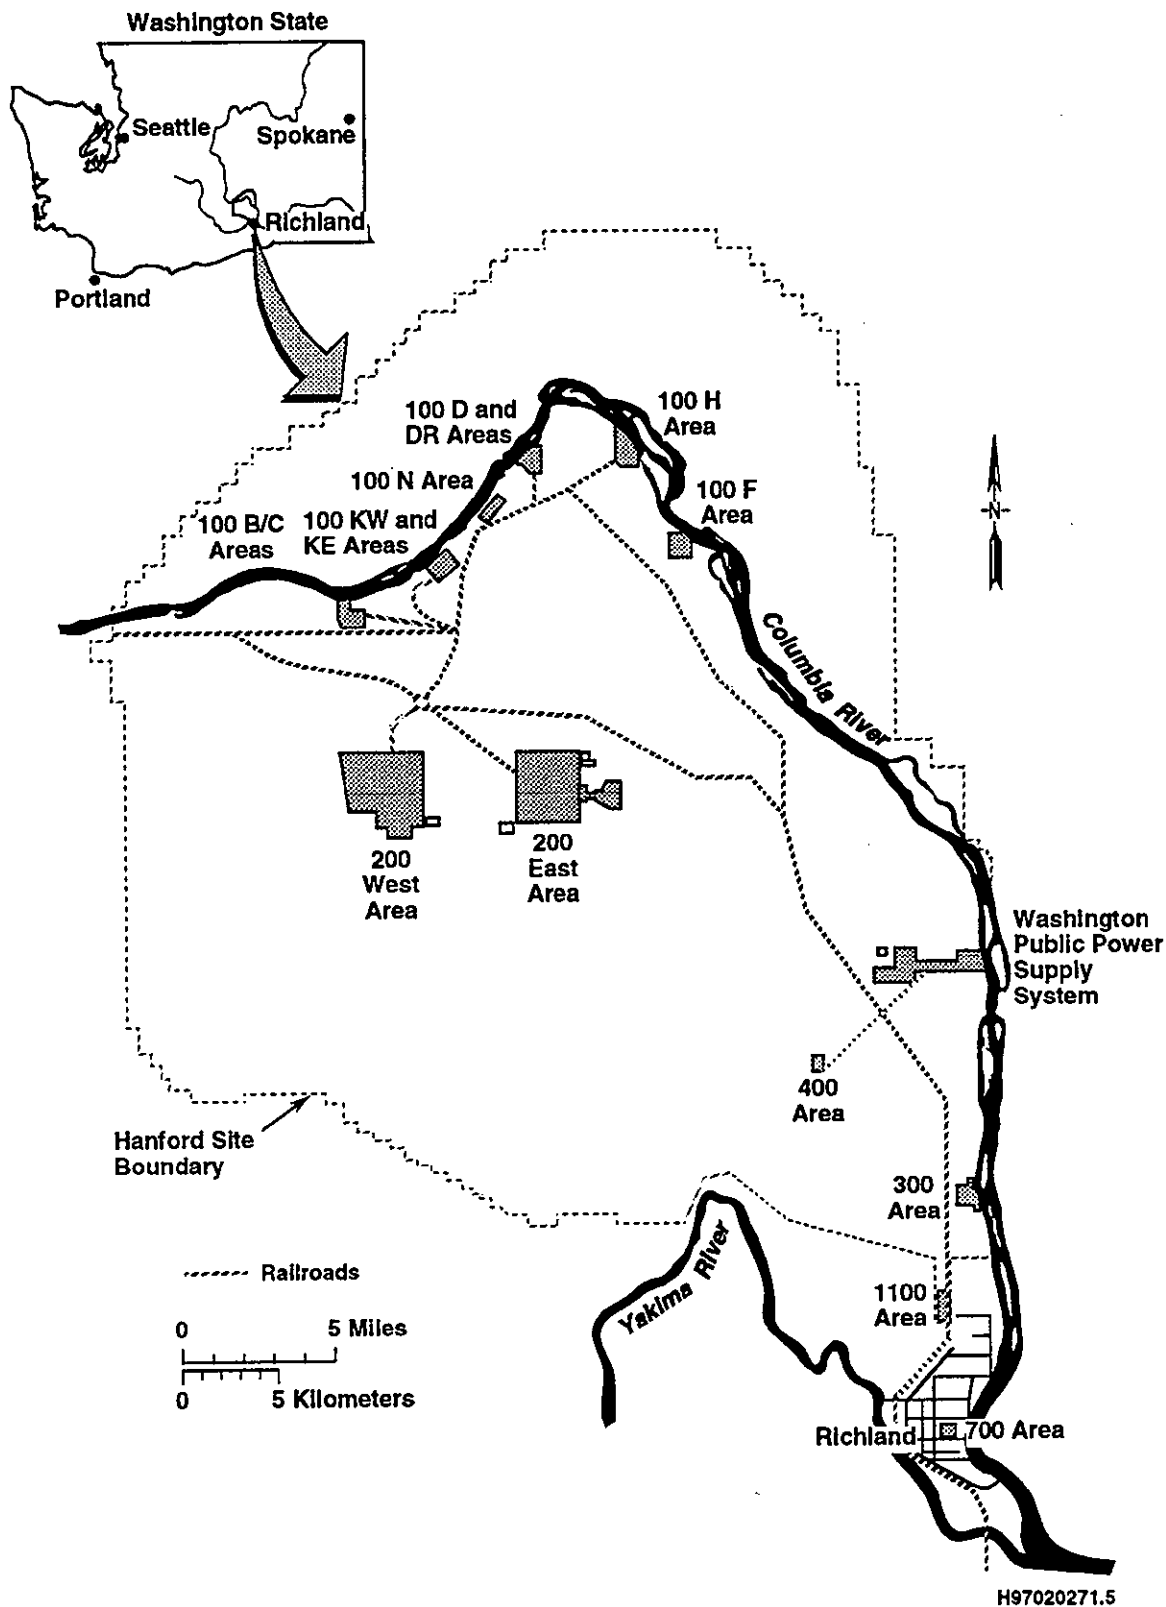 Washington State
Seattle
Spokane
Richland
Portland
100 D and
DR Areas
100 H
Area
100 N Area
100 F
Area
100 B/C
Areas
100 KW and
KE Areas
N
Columbia River
200
West
Area
200
East
Area
Washington
Public Power
Supply
System
400
Area
Hanford Site
Boundary
300
Area
Yakima River
Railroads
1100
Area
0 5 Miles
0 5 Kilometers
Richland
700 Area
H97020271.5